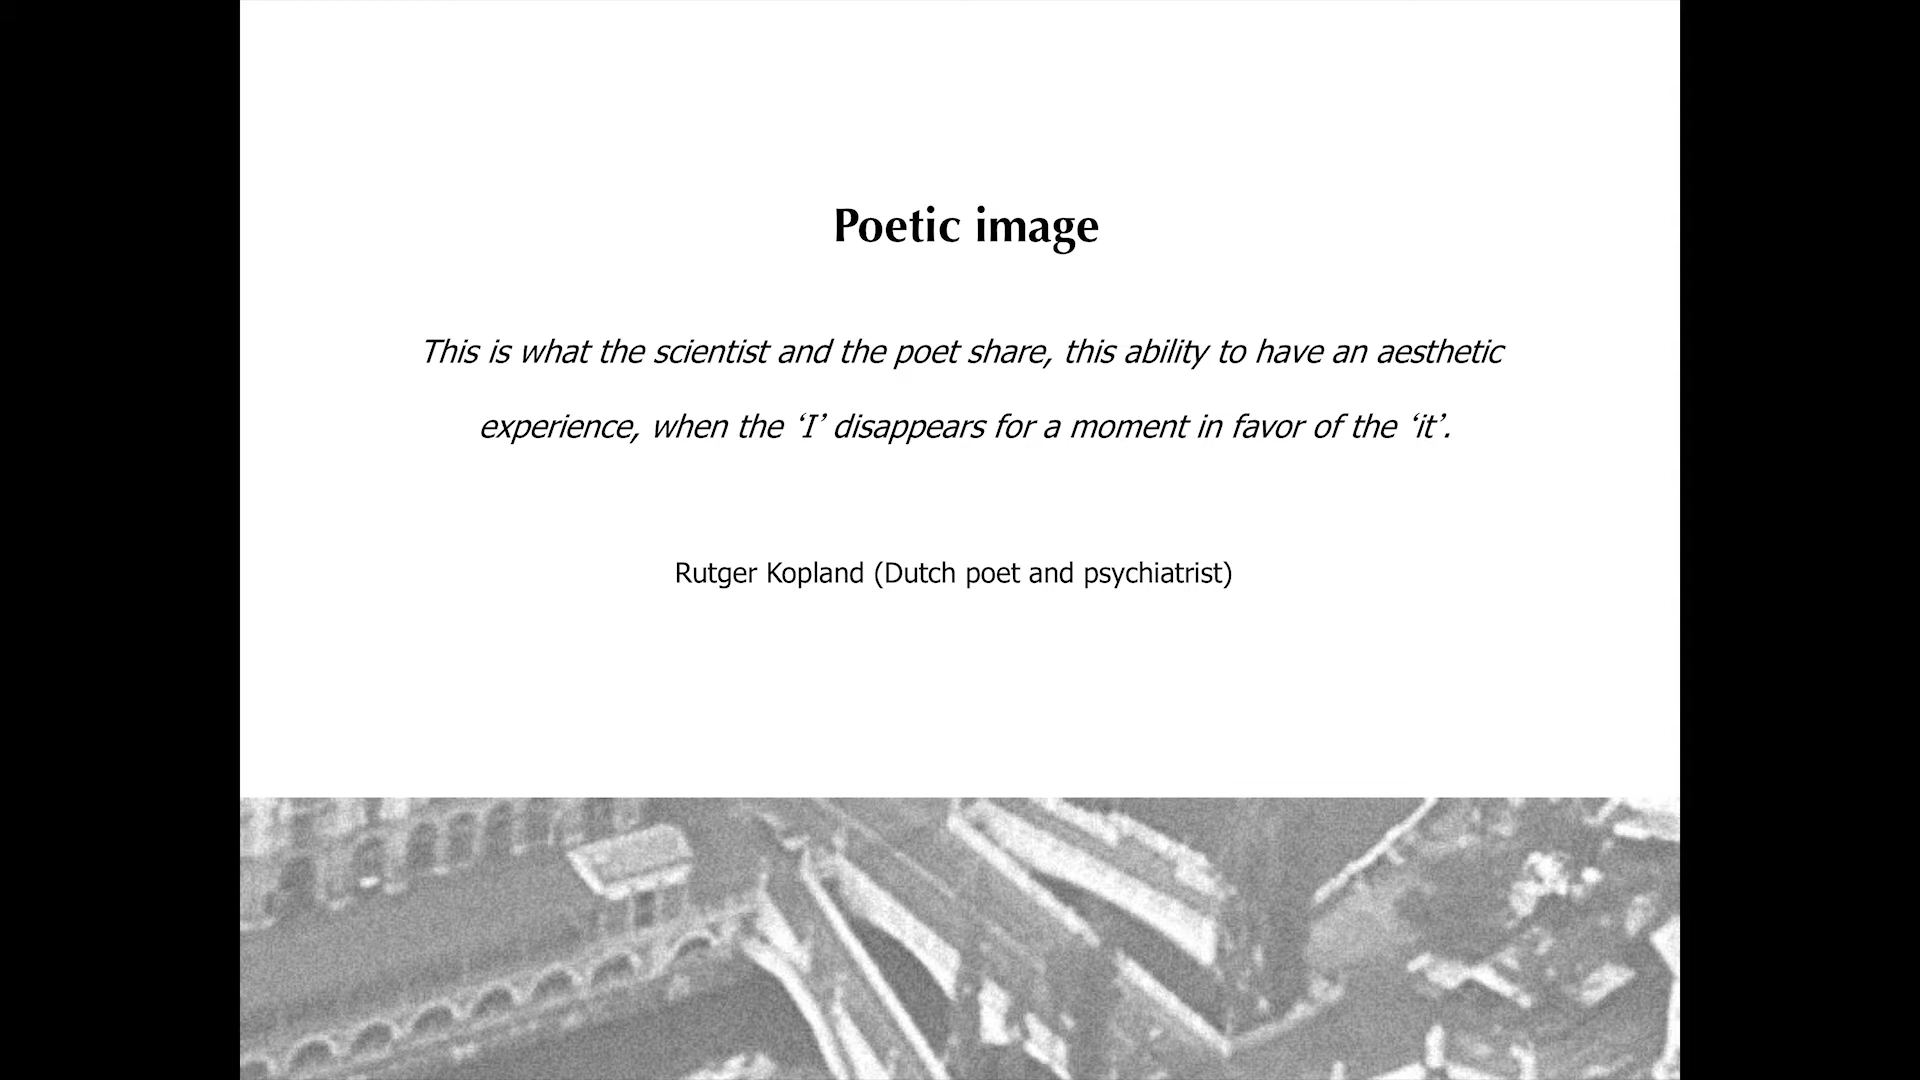 Poetic image
This is what the scientist and the poet share, this ability to have an aesthetic
experience, when the ‘I’ disappears for a moment in favor of the ‘it’.
Rutger Kopland (Dutch poet and psychiatrist)